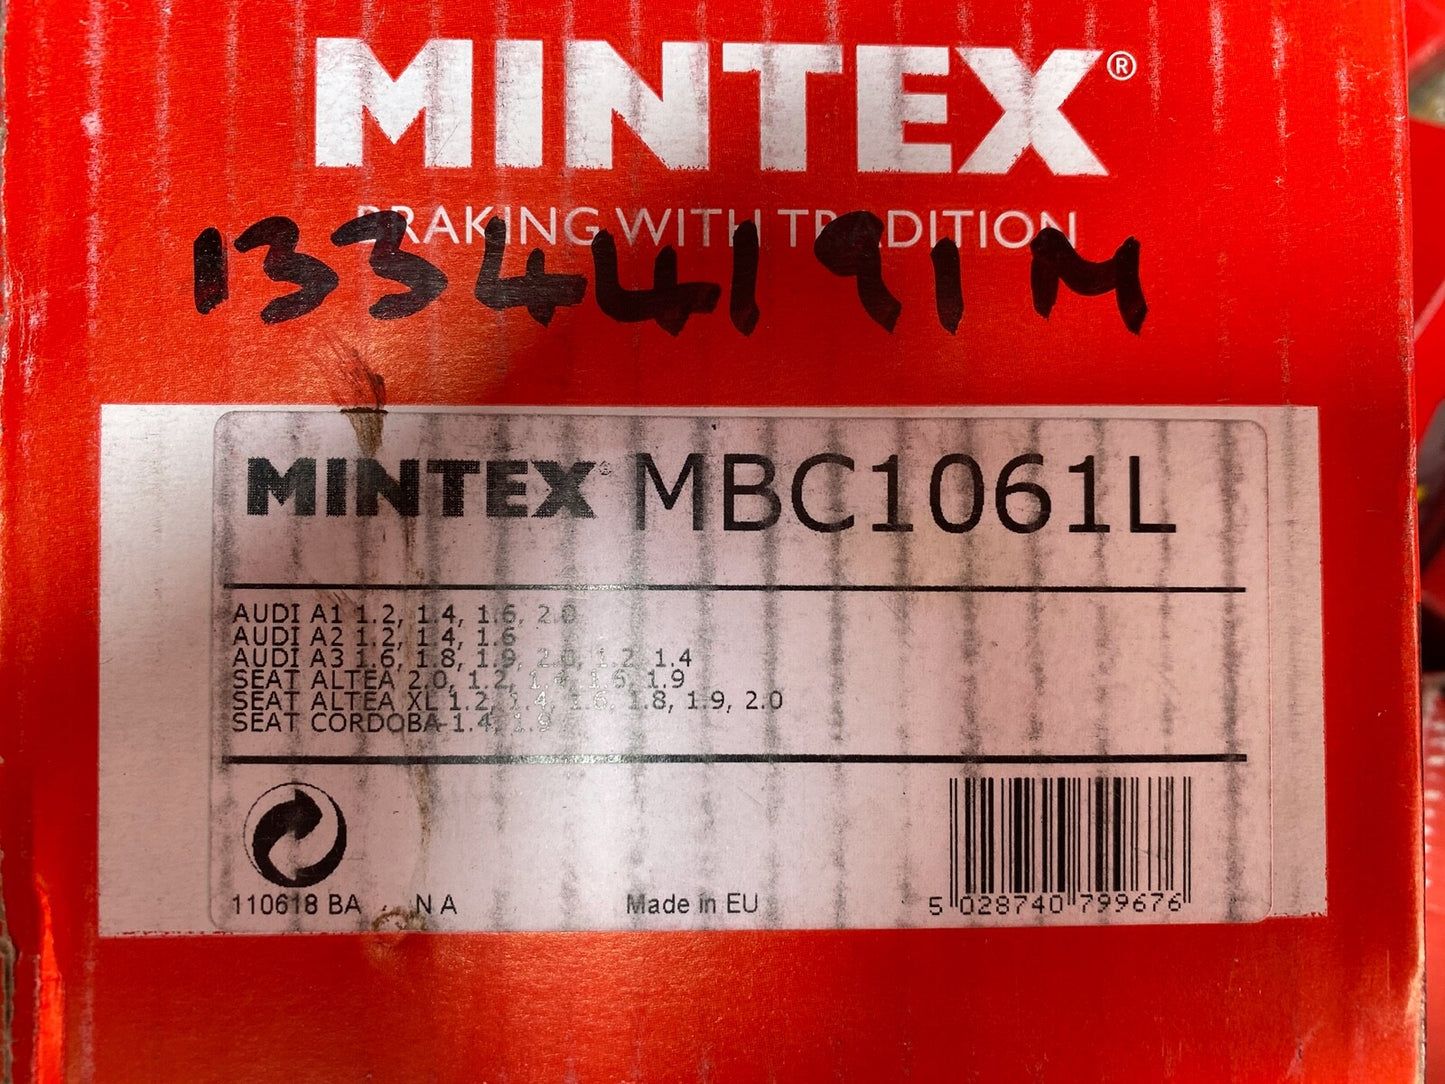 MINTEX®
BRAKING WITH TRADITION
13344191M
MINTEX® MBC1061L
AUDI A1 1.2, 1.4, 1.6, 2.0
AUDI A2 1.2, 1.4, 1.6
AUDI A3 1.6, 1.8, 1.9, 2.0, 1.2, 1.4
SEAT ALTEA 2.0, 1.2, 1.4, 1.6, 1.9
SEAT ALTEA XL 1.2, 1.4, 1.6, 1.8, 1.9, 2.0
SEAT CORDOBA 1.4, 1.9
110618 BA N A Made in EU 5 028740 799676